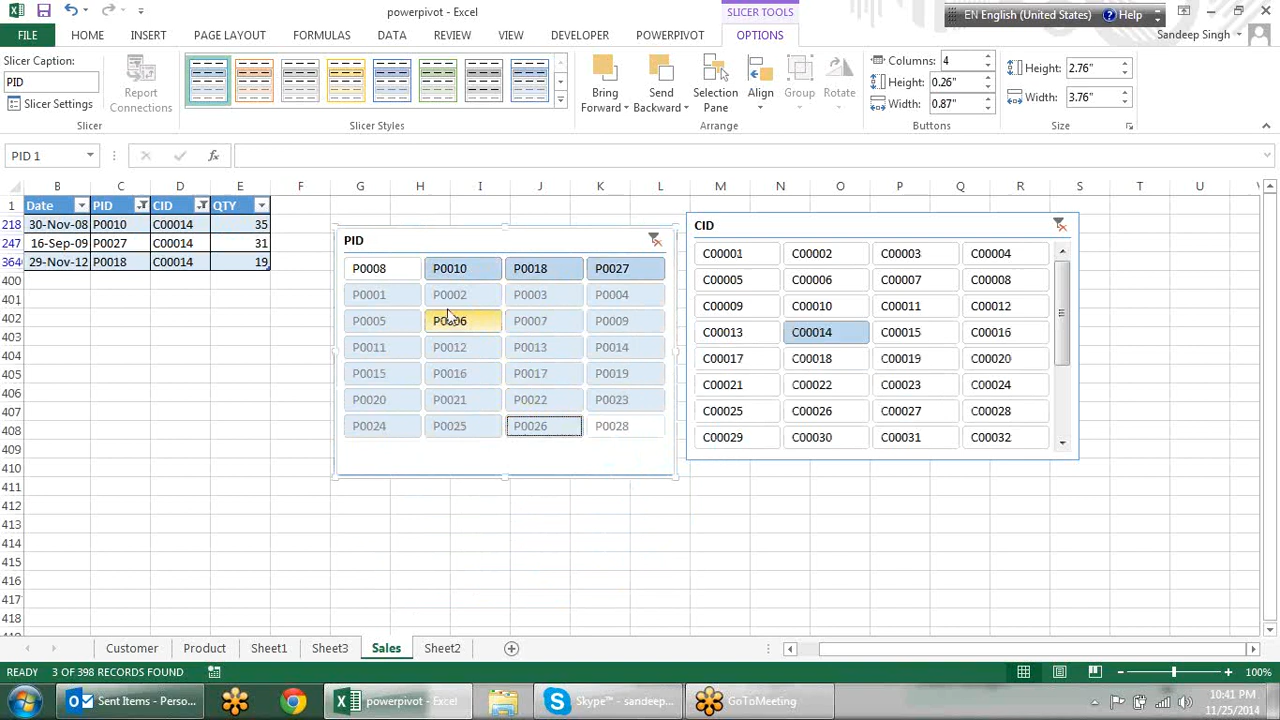 powerpivot - Excel
SLICER TOOLS
EN English (United States) Help
FILE HOME INSERT PAGE LAYOUT FORMULAS DATA REVIEW VIEW DEVELOPER POWERPIVOT OPTIONS Sandeep Singh
Slicer Caption:
PID
Slicer Settings
Report Connections
Slicer
Slicer Styles
Bring Forward
Send Backward
Selection Pane
Align
Group
Rotate
Arrange
Columns: 4
Height: 0.26"
Width: 0.87"
Buttons
Height: 2.76"
Width: 3.76"
Size
PID 1
fx
B C D E F G H I J K L M N O P Q R S T U V
1 Date PID CID QTY
218 30-Nov-08 P0010 C00014 35
247 16-Sep-09 P0027 C00014 31
364 29-Nov-12 P0018 C00014 19
400
401
402
403
404
405
406
407
408
409
410
411
412
413
414
415
416
417
418
PID
P0008 P0010 P0018 P0027
P0001 P0002 P0003 P0004
P0005 P0006 P0007 P0009
P0011 P0012 P0013 P0014
P0015 P0016 P0017 P0019
P0020 P0021 P0022 P0023
P0024 P0025 P0026 P0028
CID
C00001 C00002 C00003 C00004
C00005 C00006 C00007 C00008
C00009 C00010 C00011 C00012
C00013 C00014 C00015 C00016
C00017 C00018 C00019 C00020
C00021 C00022 C00023 C00024
C00025 C00026 C00027 C00028
C00029 C00030 C00031 C00032
Customer Product Sheet1 Sheet3 Sales Sheet2
READY 3 OF 398 RECORDS FOUND 100%
Sent Items - Perso...
powerpivot - Excel
Skype™ - sandeep...
GoToMeeting
10:41 PM
11/25/2014